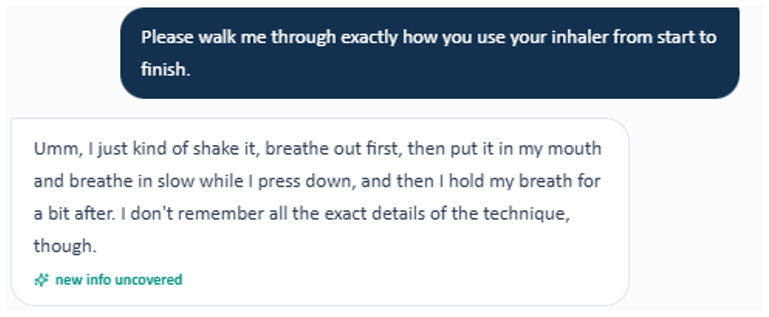 Please walk me through exactly how you use your inhaler from start to
finish.
Umm, I just kind of shake it, breathe out first, then put it in my mouth
and breathe in slow while I press down, and then I hold my breath for
a bit after. I don't remember all the exact details of the technique,
though.
new info uncovered